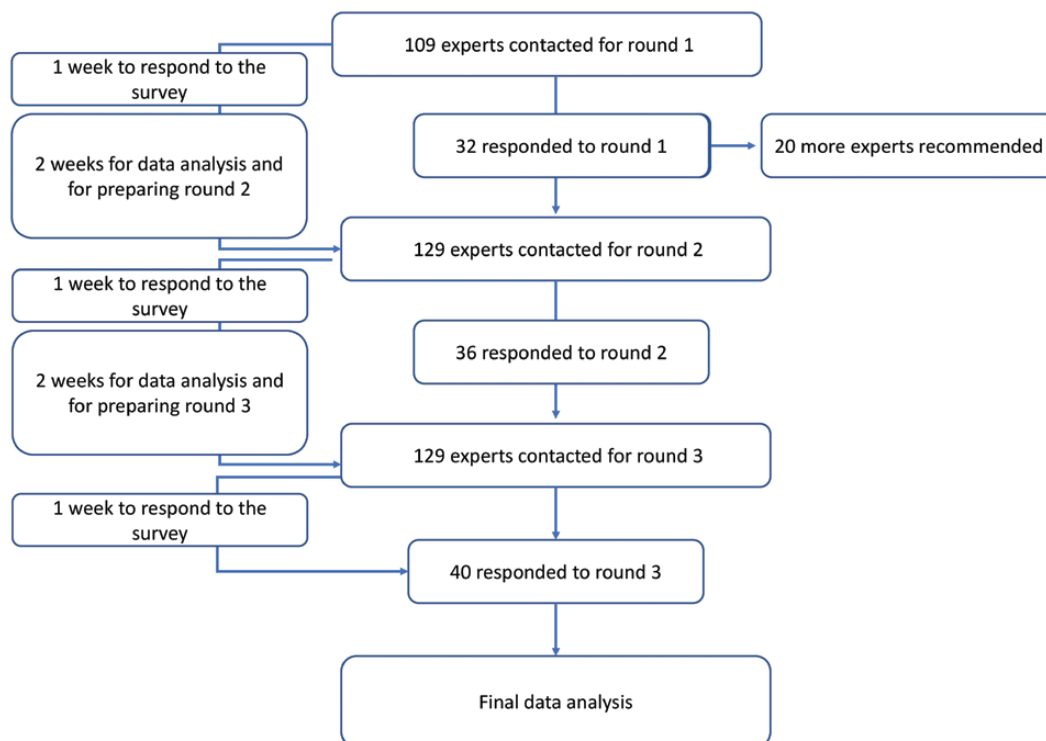 109 experts contacted for round 1
1 week to respond to the
survey
32 responded to round 1
20 more experts recommended
2 weeks for data analysis and
for preparing round 2
129 experts contacted for round 2
1 week to respond to the
survey
36 responded to round 2
2 weeks for data analysis and
for preparing round 3
129 experts contacted for round 3
1 week to respond to the
survey
40 responded to round 3
Final data analysis